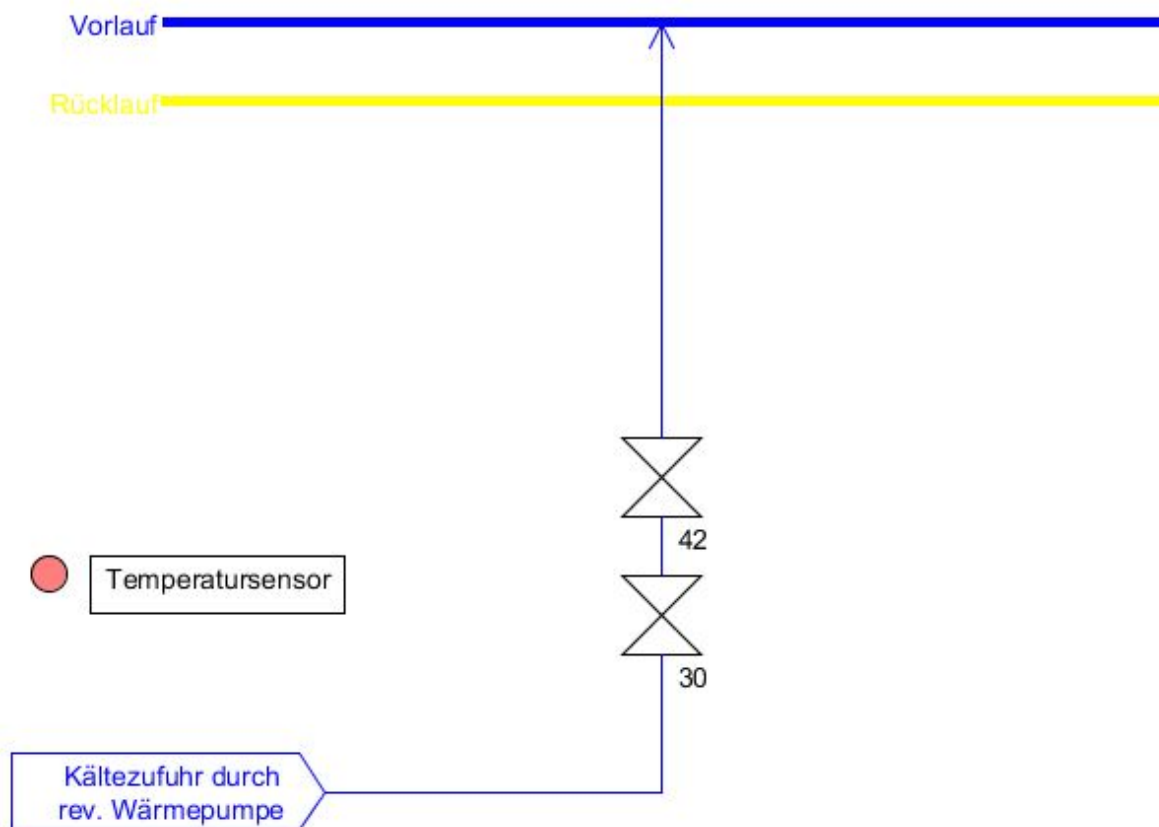 Vorlauf
Rücklauf
42
Temperatursensor
30
Kältezufuhr durch
rev. Wärmepumpe